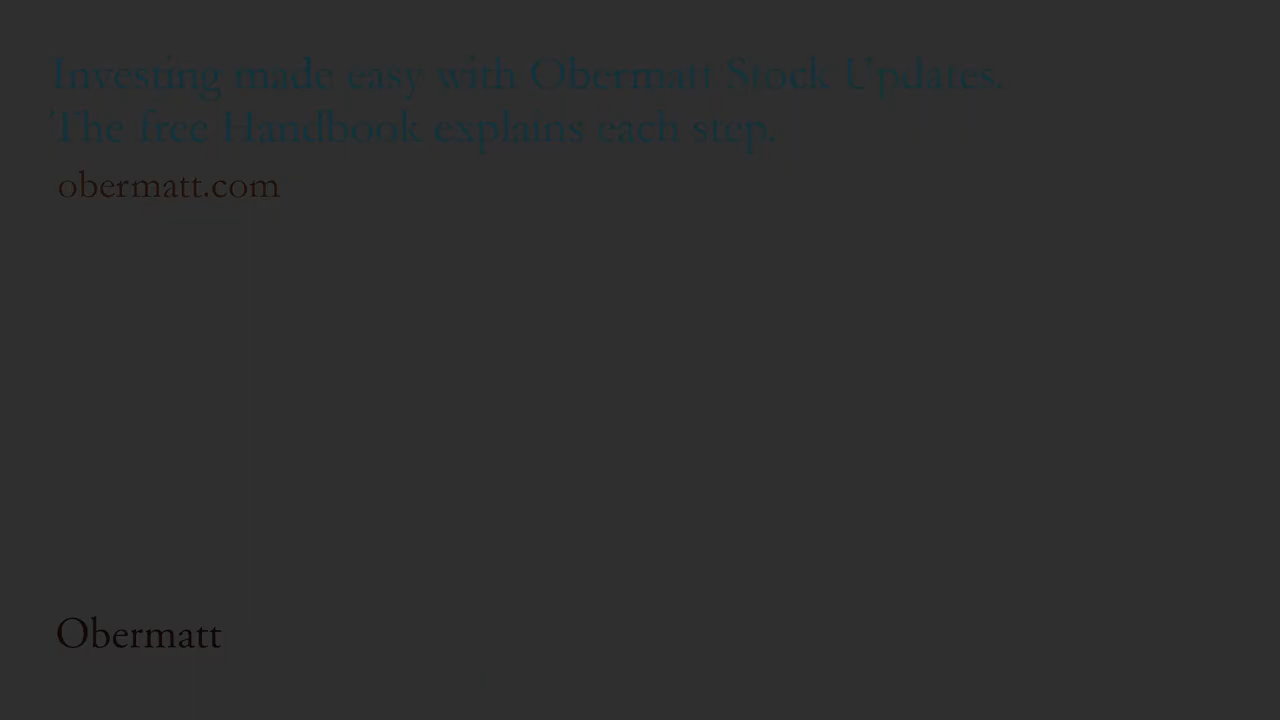 Investing made easy with Obermatt Stock Updates.
The free Handbook explains each step.
obermatt.com
Obermatt